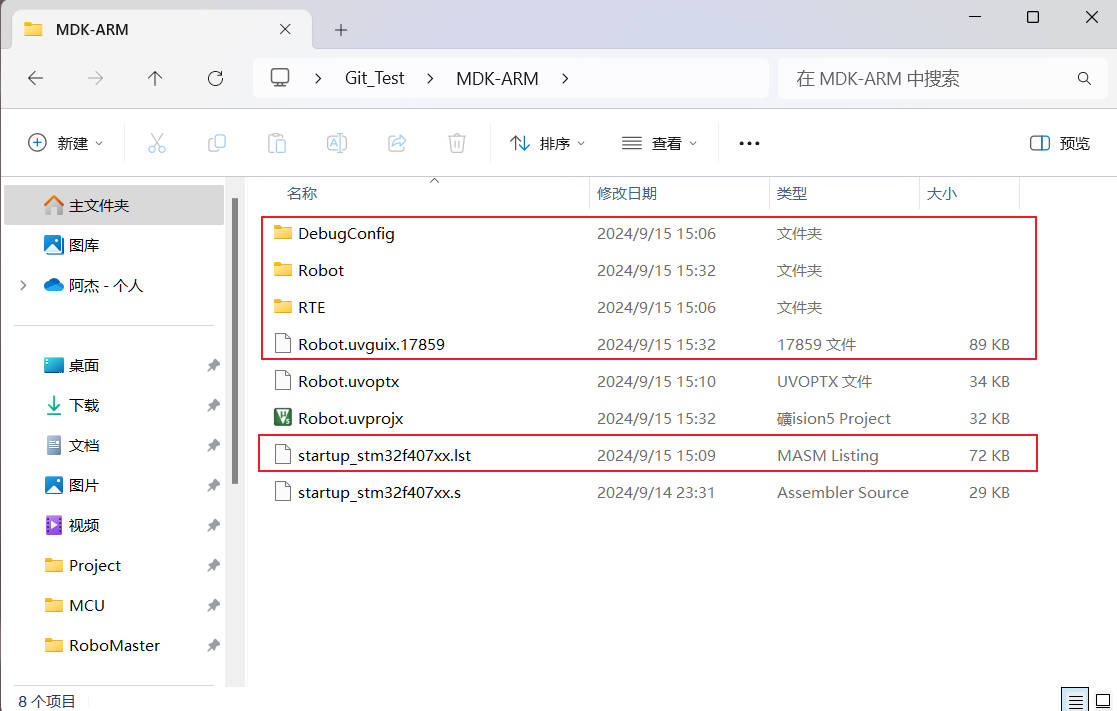 MDK-ARM
Git_Test MDK-ARM 在 MDK-ARM 中搜索
新建 排序 查看 预览
名称 修改日期 类型 大小
主文件夹
图库
阿杰 - 个人
桌面
下载
文档
图片
视频
Project
MCU
RoboMaster
DebugConfig 2024/9/15 15:06 文件夹
Robot 2024/9/15 15:32 文件夹
RTE 2024/9/15 15:06 文件夹
Robot.uvguix.17859 2024/9/15 15:32 17859 文件 89 KB
Robot.uvoptx 2024/9/15 15:10 UVOPTX 文件 34 KB
Robot.uvprojx 2024/9/15 15:32 礦ision5 Project 32 KB
startup_stm32f407xx.lst 2024/9/15 15:09 MASM Listing 72 KB
startup_stm32f407xx.s 2024/9/14 23:31 Assembler Source 29 KB
8 个项目